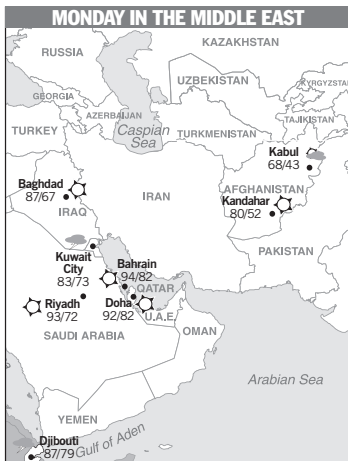 MONDAY IN THE MIDDLE EAST
KAZAKHSTAN
RUSSIA
UZBEKISTAN
KYRGYZSTAN
GEORGIA
AZERBAIJAN
TAJIKISTAN
TURKEY
Caspian
Sea
TURKMENISTAN
Kabul
68/43
Baghdad
87/67
IRAQ
IRAN
AFGHANISTAN
Kandahar
80/52
PAKISTAN
Kuwait
City
83/73
Bahrain
94/82
QATAR
Riyadh
93/72
Doha
92/82
U.A.E.
SAUDI ARABIA
OMAN
Arabian Sea
YEMEN
Djibouti
87/79
Gulf of Aden